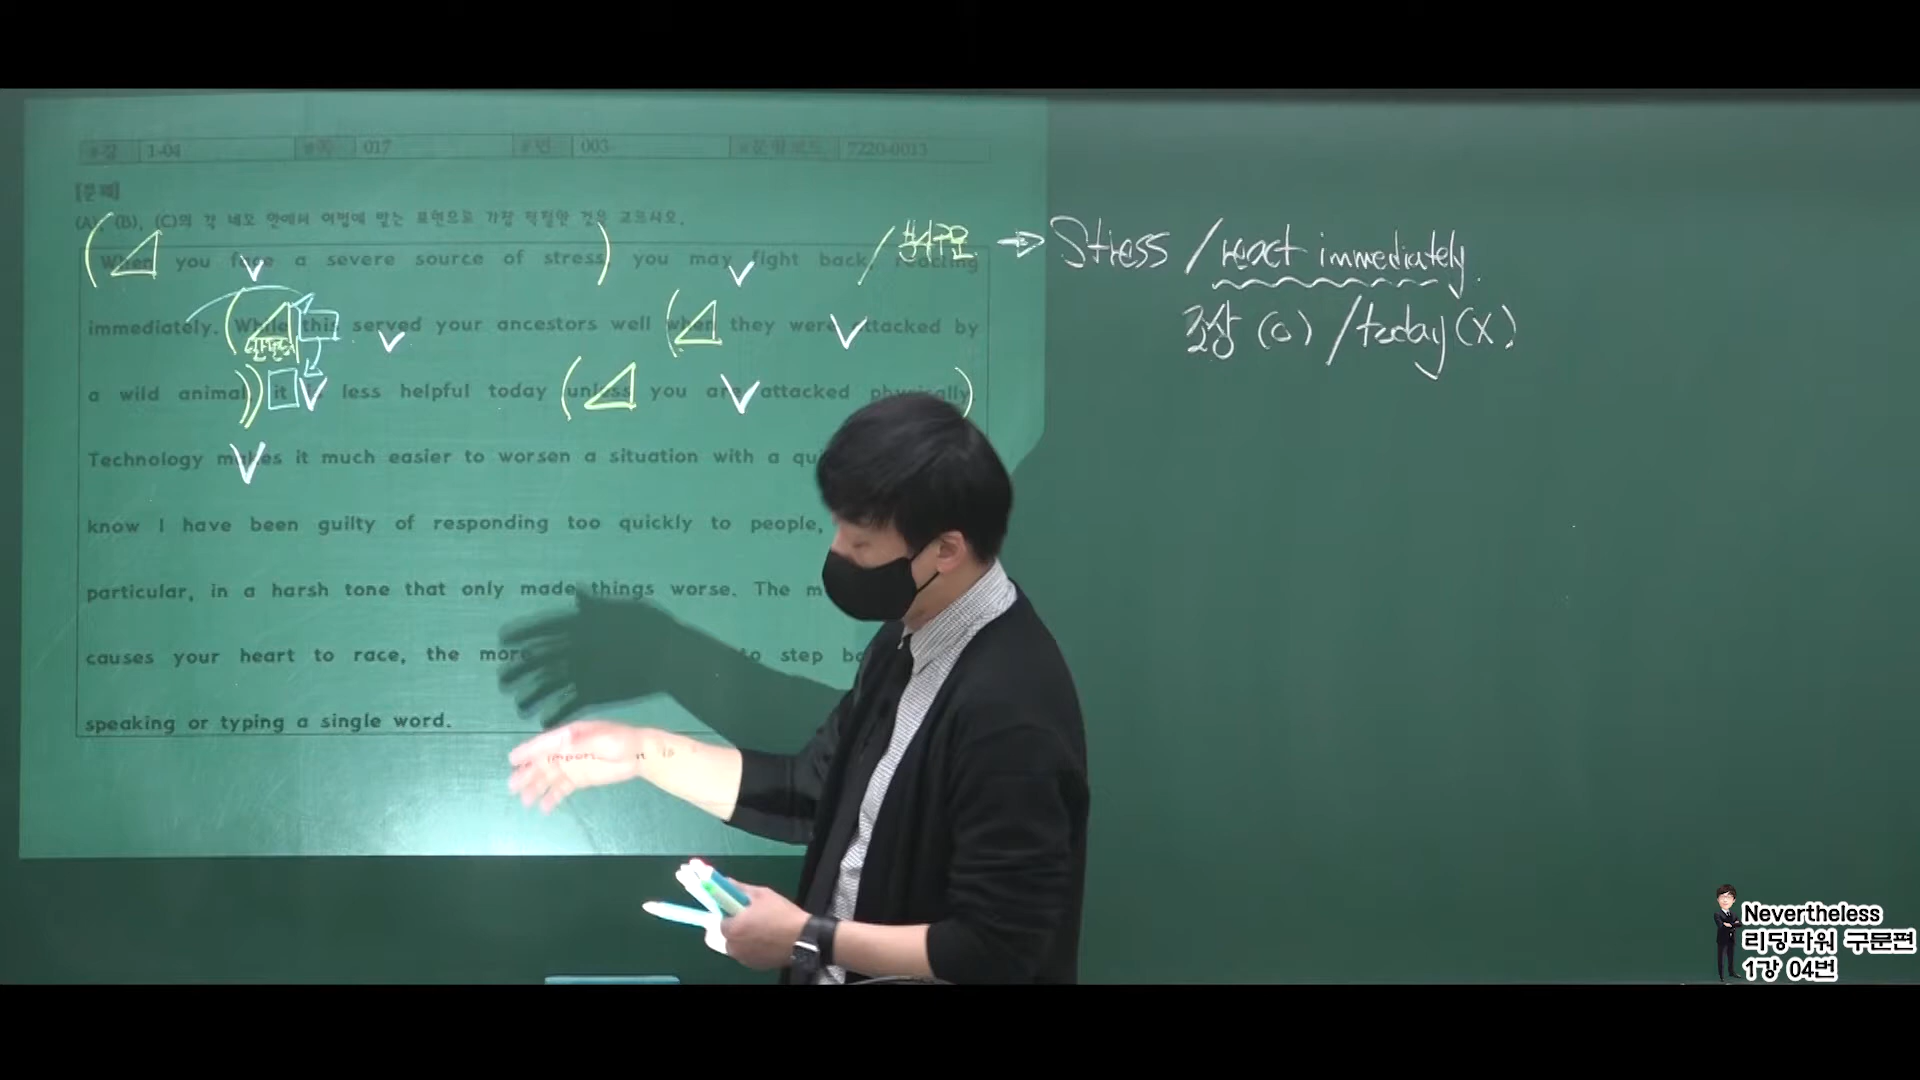 1-04 017 003 7220-0013
[문제]
(A), (B), (C)의 각 네모 안에서 어법에 맞는 표현으로 가장 적절한 것을 고르시오.
When you face a severe source of stress, you may fight back, reacting
분사구문 → Stress / react immediately.
조상 (O) / today (X)
immediately. While this served your ancestors well when they were attacked by
a wild animal, it is less helpful today unless you are attacked physically.
Technology makes it much easier to worsen a situation with a
know I have been guilty of responding too quickly to people,
particular, in a harsh tone that only made things worse. The
causes your heart to race, the more to step
speaking or typing a single word.
it is
Nevertheless
리딩파워 구문편
1강 04번